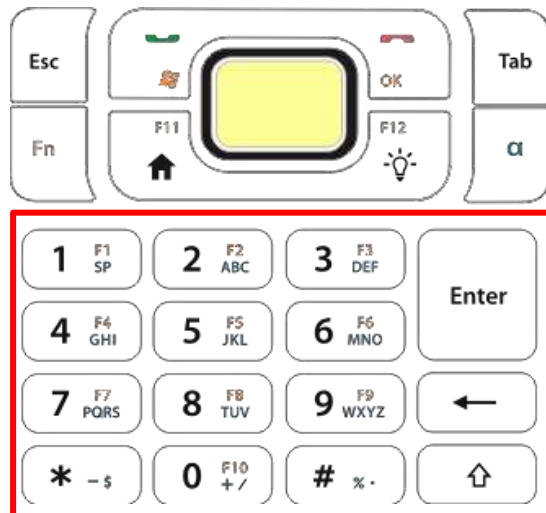 Esc
Tab
OK
Fn
F11
F12
α
1 F1 SP
2 F2 ABC
3 F3 DEF
Enter
4 F4 GHI
5 F5 JKL
6 F6 MNO
7 F7 PQRS
8 F8 TUV
9 F9 WXYZ
←
* - $
0 F10 + /
# % .
⇧